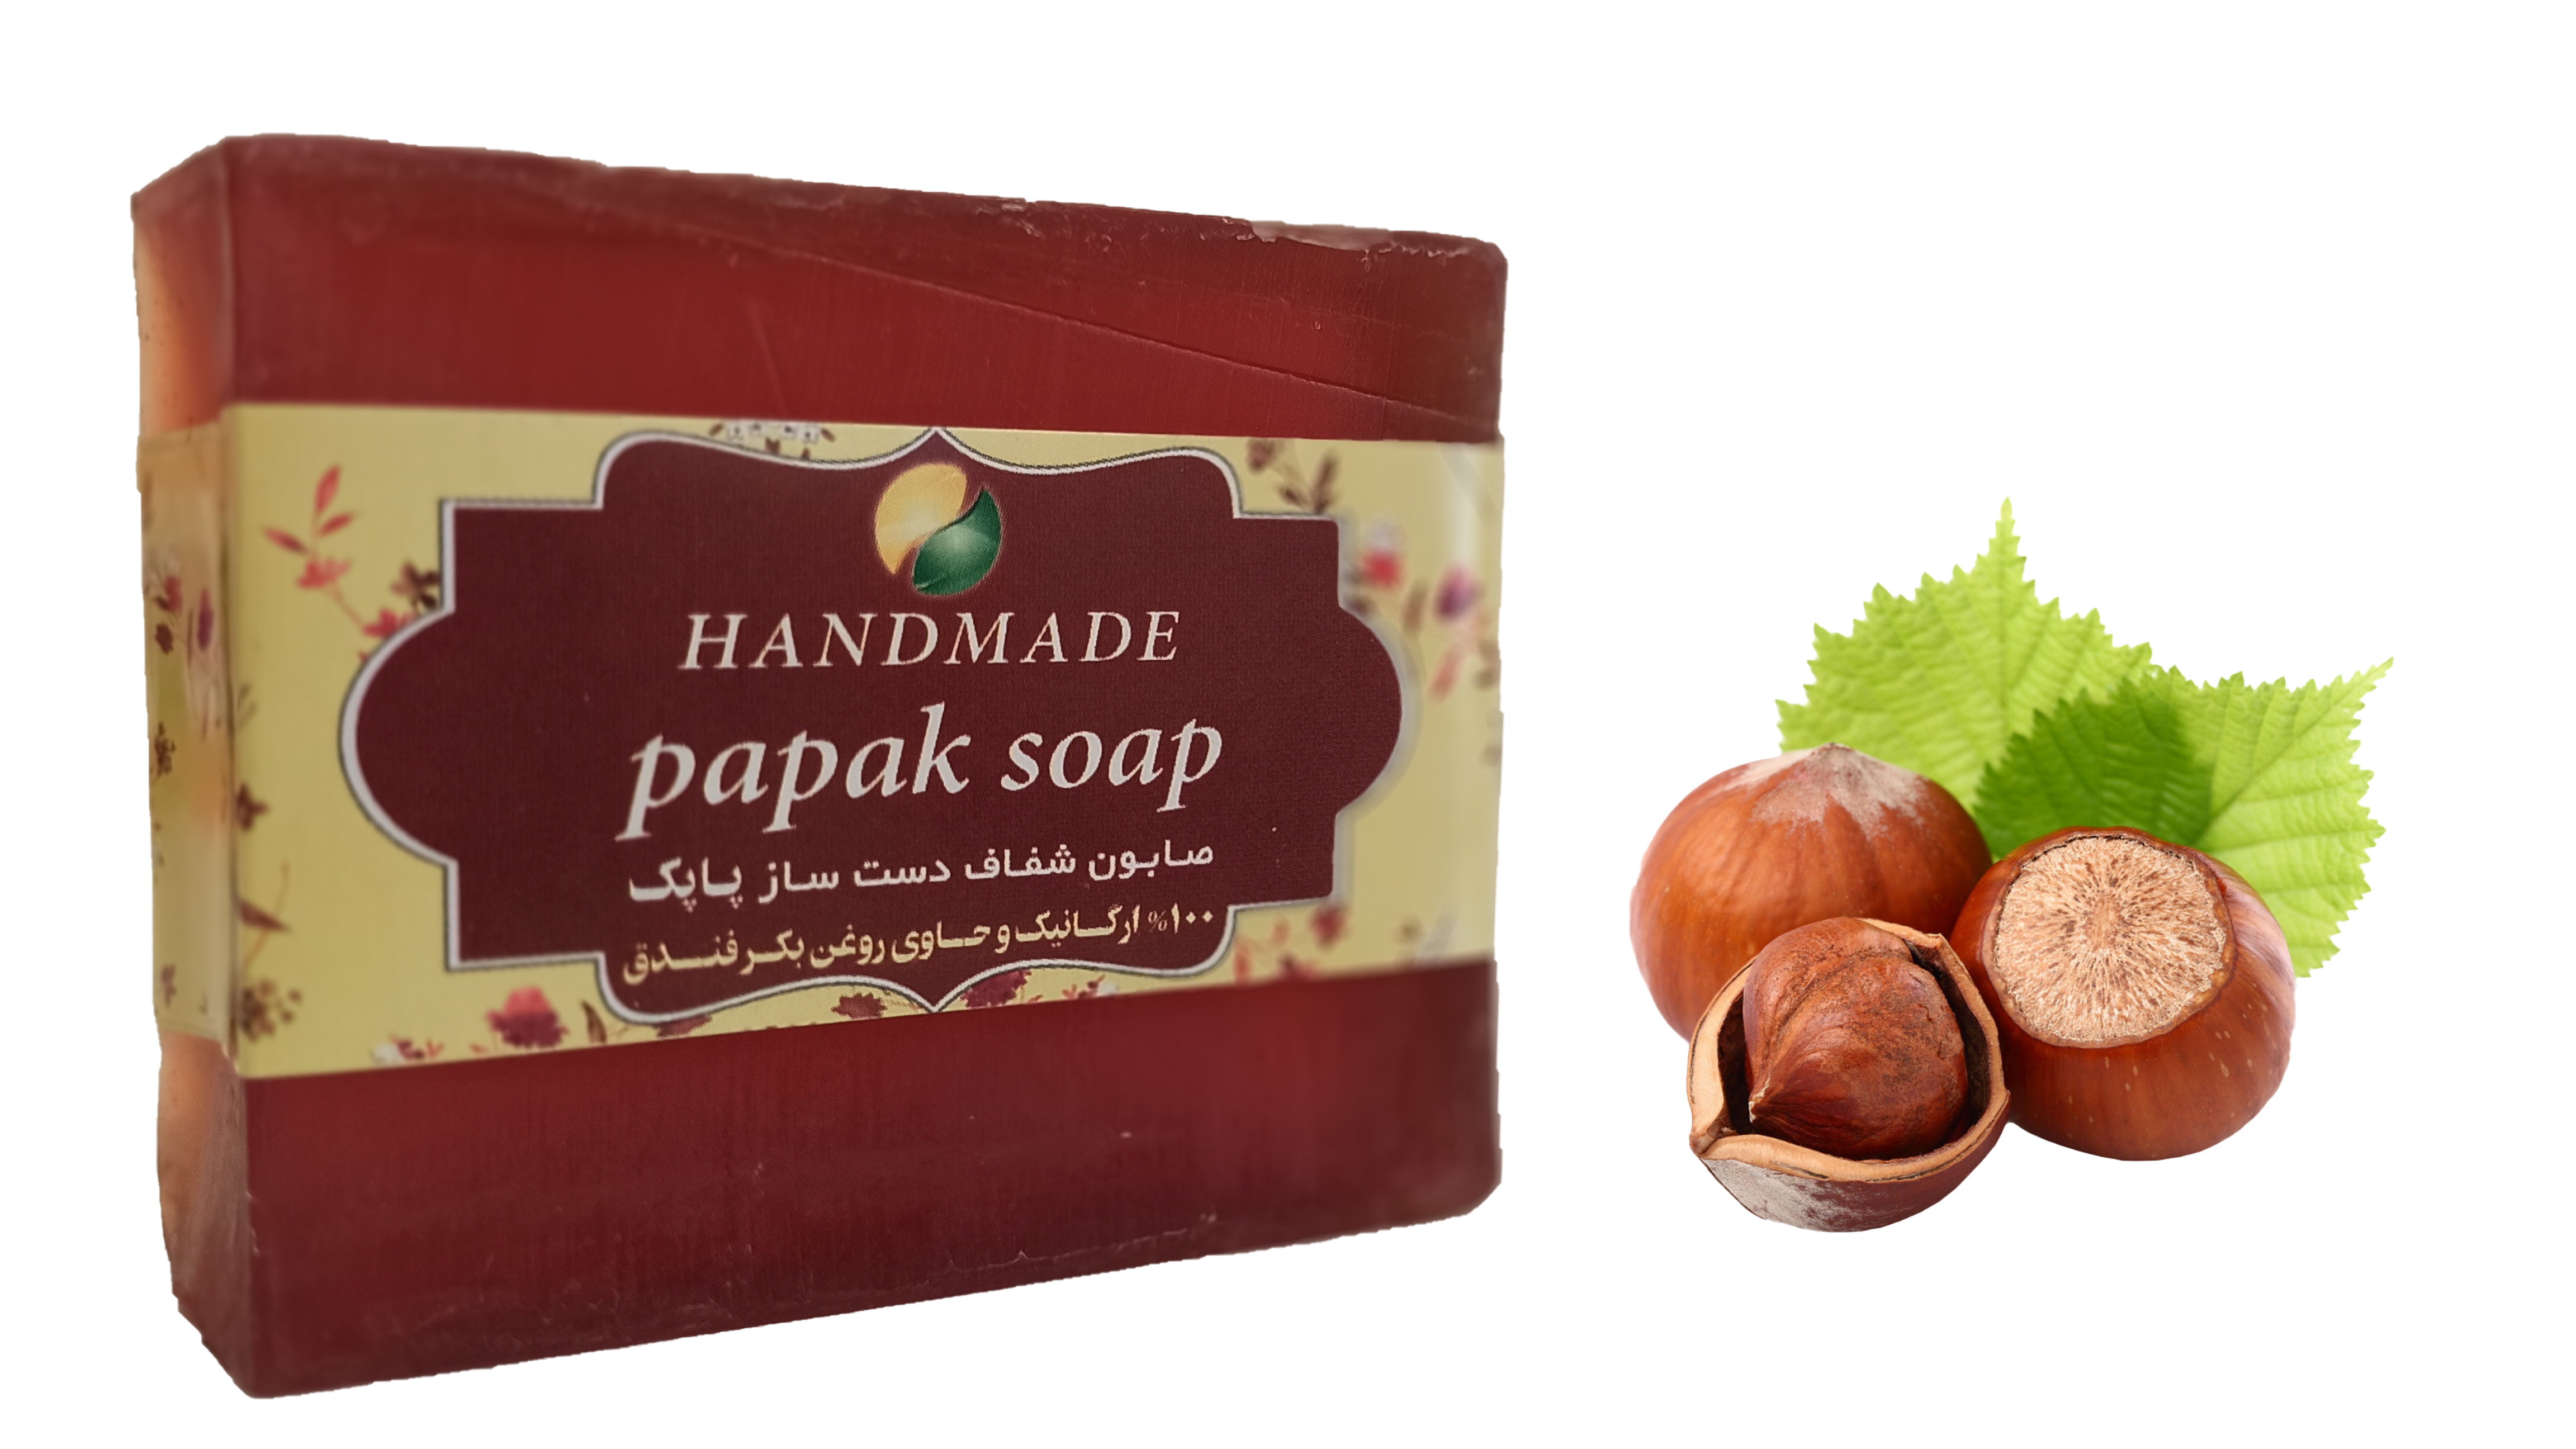 HANDMADE
papak soap
صابون شفاف دست ساز پاپک
۱۰۰% ارگانیک و حاوی روغن بکر فندق